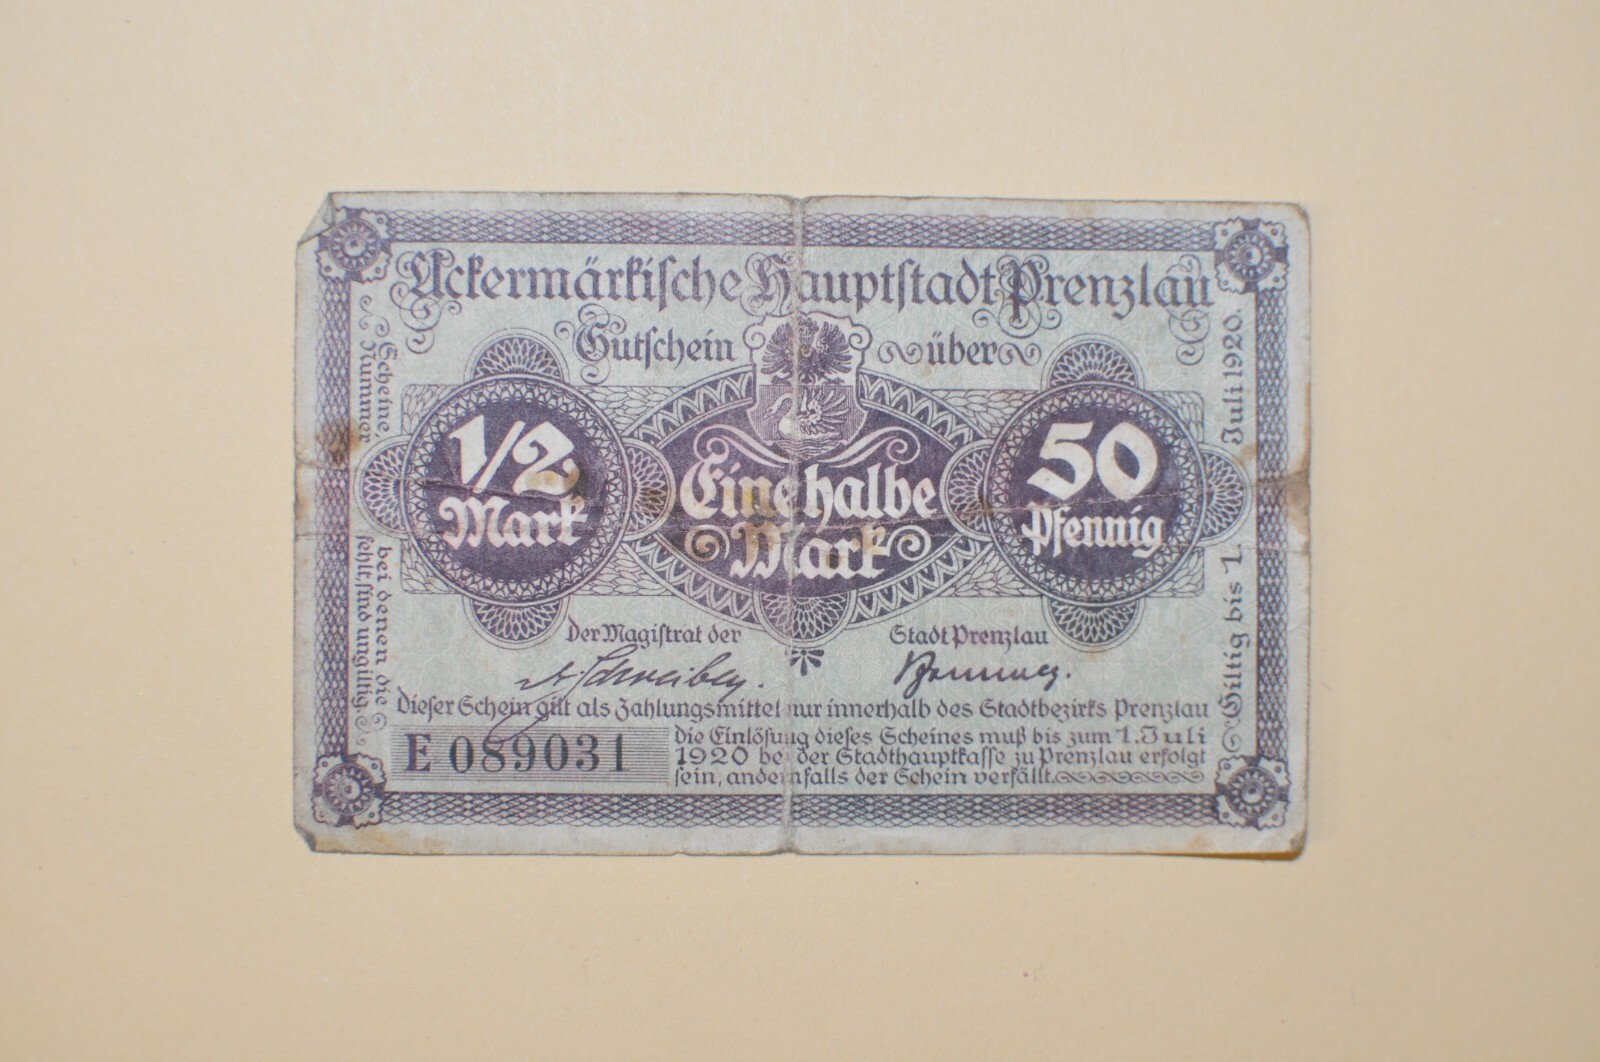 Uckermärkische Hauptstadt Prenzlau
Gutschein über
1/2
Mark
Eine halbe
Mark
50
Pfennig
Der Magistrat der Stadt Prenzlau
Dieser Schein gilt als Zahlungsmittel nur innerhalb des Stadtbezirks Prenzlau
E 089031
die Einlösung dieses Scheines muß bis zum 1. Juli
1920 bei der Stadthauptkasse zu Prenzlau erfolgt
sein, andernfalls der Schein verfällt.
Scheine bei denen die
Nummer fehlt, sind ungiltig.
Giltig bis 1. Juli 1920.